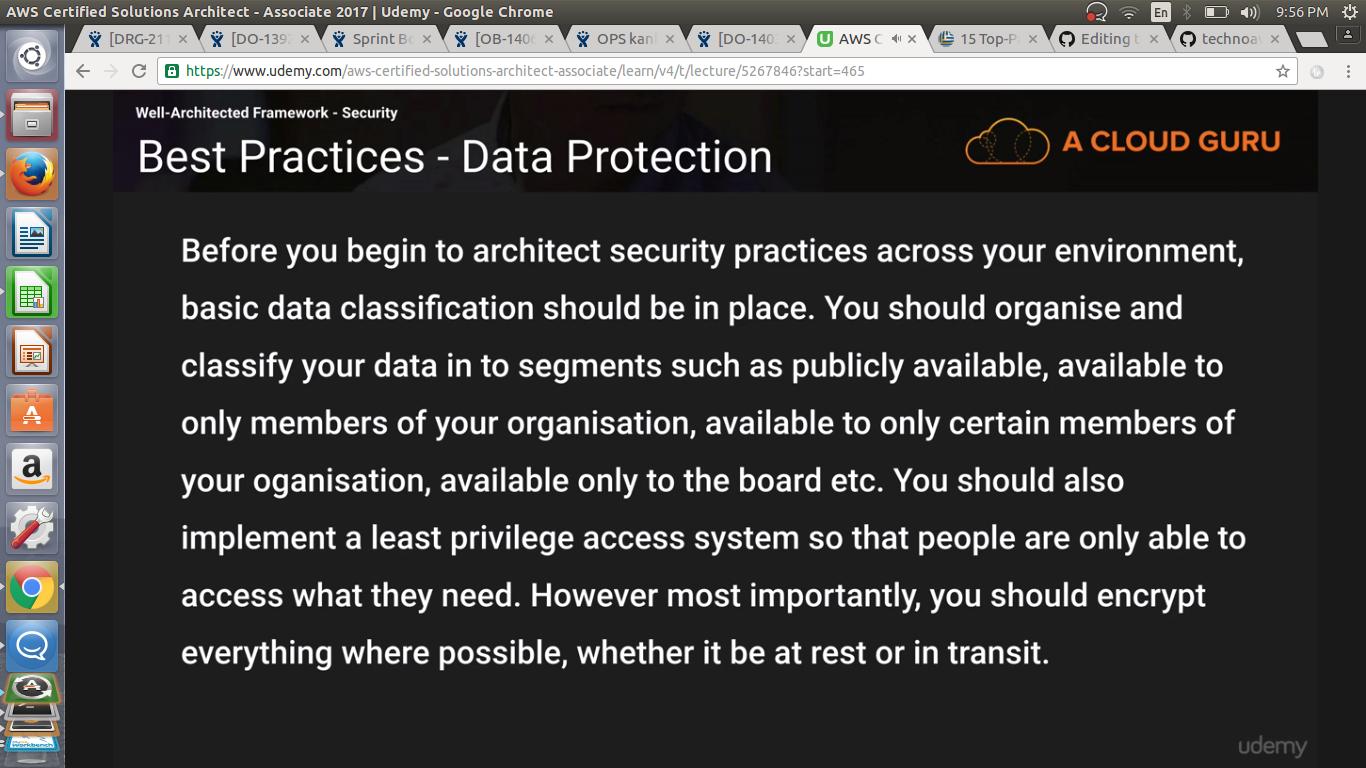 AWS Certified Solutions Architect - Associate 2017 | Udemy - Google Chrome
En
9:56 PM
[DRG-211
[DO-139
Sprint Bo
[OB-1406
OPS kan
[DO-140
AWS C
15 Top-P
Editing t
technoa
https://www.udemy.com/aws-certified-solutions-architect-associate/learn/v4/t/lecture/5267846?start=465
Well-Architected Framework - Security
Best Practices - Data Protection
A CLOUD GURU
Before you begin to architect security practices across your environment,
basic data classification should be in place. You should organise and
classify your data in to segments such as publicly available, available to
only members of your organisation, available to only certain members of
your oganisation, available only to the board etc. You should also
implement a least privilege access system so that people are only able to
access what they need. However most importantly, you should encrypt
everything where possible, whether it be at rest or in transit.
udemy
workbench